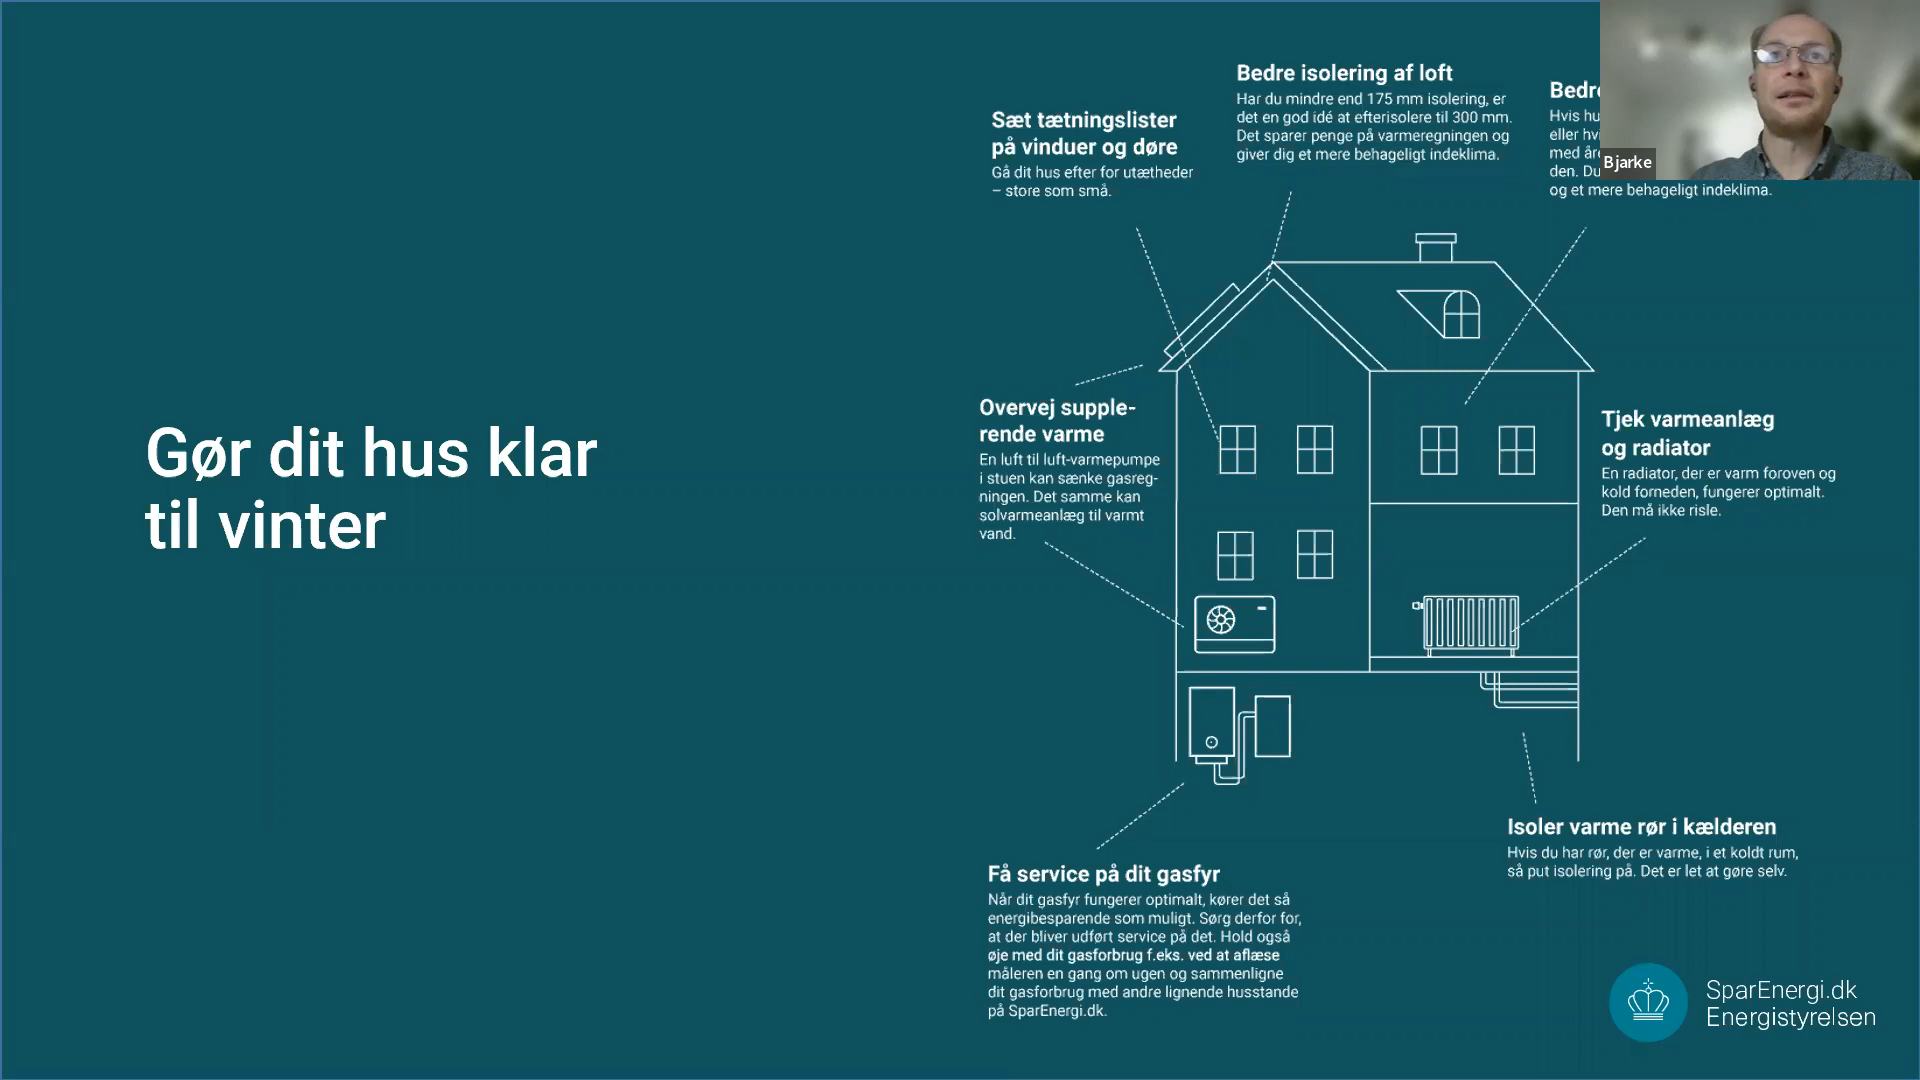 Gør dit hus klar
til vinter
Sæt tætningslister
på vinduer og døre
Gå dit hus efter for utætheder
– store som små.
Bedre isolering af loft
Har du mindre end 175 mm isolering, er
det en god idé at efterisolere til 300 mm.
Det sparer penge på varmeregningen og
giver dig et mere behageligt indeklima.
Hvis
eller
med
den. Du
og et mere behageligt indeklima.
Bjarke
Overvej supple-
rende varme
En luft til luft-varmepumpe
i stuen kan sænke gasreg-
ningen. Det samme kan
solvarmeanlæg til varmt
vand.
Tjek varmeanlæg
og radiator
En radiator, der er varm foroven og
kold forneden, fungerer optimalt.
Den må ikke risle.
Få service på dit gasfyr
Når dit gasfyr fungerer optimalt, kører det så
energibesparende som muligt. Sørg derfor for,
at der bliver udført service på det. Hold også
øje med dit gasforbrug f.eks. ved at aflæse
måleren en gang om ugen og sammenligne
dit gasforbrug med andre lignende husstande
på SparEnergi.dk.
Isoler varme rør i kælderen
Hvis du har rør, der er varme, i et koldt rum,
så put isolering på. Det er let at gøre selv.
SparEnergi.dk
Energistyrelsen